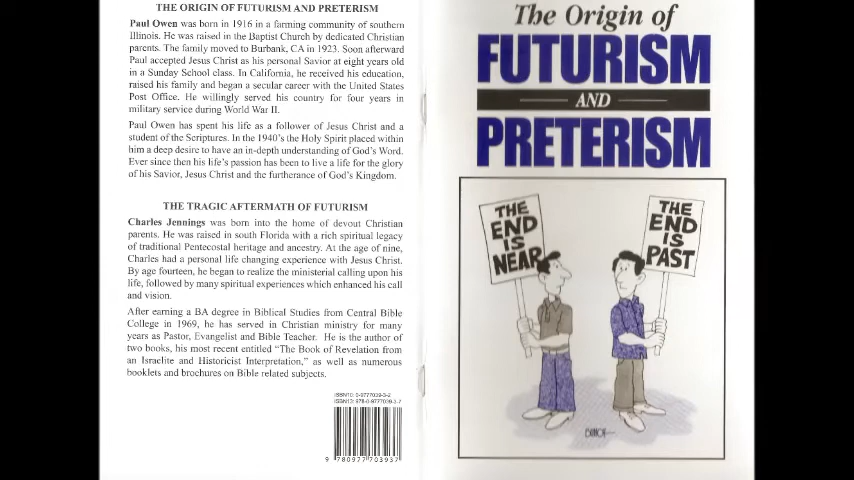 THE ORIGIN OF FUTURISM AND PRETERISM
Paul Owen was born in 1916 in a farming community of southern
Illinois. He was raised in the Baptist Church by dedicated Christian
parents. The family moved to Burbank, CA in 1923. Soon afterward
Paul accepted Jesus Christ as his personal Savior at eight years old
in a Sunday School class. In California, he received his education,
raised his family and began a secular career with the United States
Post Office. He willingly served his country for four years in
military service during World War II.
Paul Owen has spent his life as a follower of Jesus Christ and a
student of the Scriptures. In the 1940's the Holy Spirit placed within
him a deep desire to have an in-depth understanding of God's Word.
Ever since then his life's passion has been to live a life for the glory
of his Savior, Jesus Christ and the furtherance of God's Kingdom.
THE TRAGIC AFTERMATH OF FUTURISM
Charles Jennings was born into the home of devout Christian
parents. He was raised in south Florida with a rich spiritual legacy
of traditional Pentecostal heritage and ancestry. At the age of nine,
Charles had a personal life changing experience with Jesus Christ.
By age fourteen, he began to realize the ministerial calling upon his
life, followed by many spiritual experiences which enhanced his call
and vision.
After earning a BA degree in Biblical Studies from Central Bible
College in 1969, he has served in Christian ministry for many
years as Pastor, Evangelist and Bible Teacher. He is the author of
two books, his most recent entitled "The Book of Revelation from
an Israelite and Historicist Interpretation," as well as numerous
booklets and brochures on Bible related subjects.
ISBN10: 0-9777039-3-2
ISBN13: 978-0-9777039-3-7
9 780977 703937
The Origin of
FUTURISM
AND
PRETERISM
THE
END
IS
NEAR
THE
END
IS
PAST